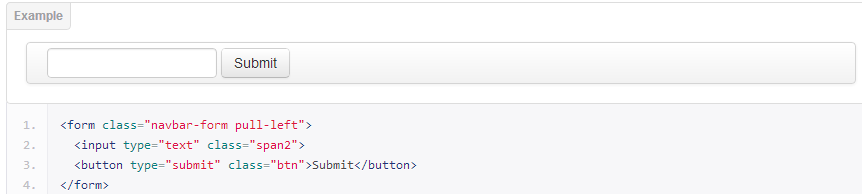 Example
Submit
1. <form class="navbar-form pull-left">
2.   <input type="text" class="span2">
3.   <button type="submit" class="btn">Submit</button>
4. </form>